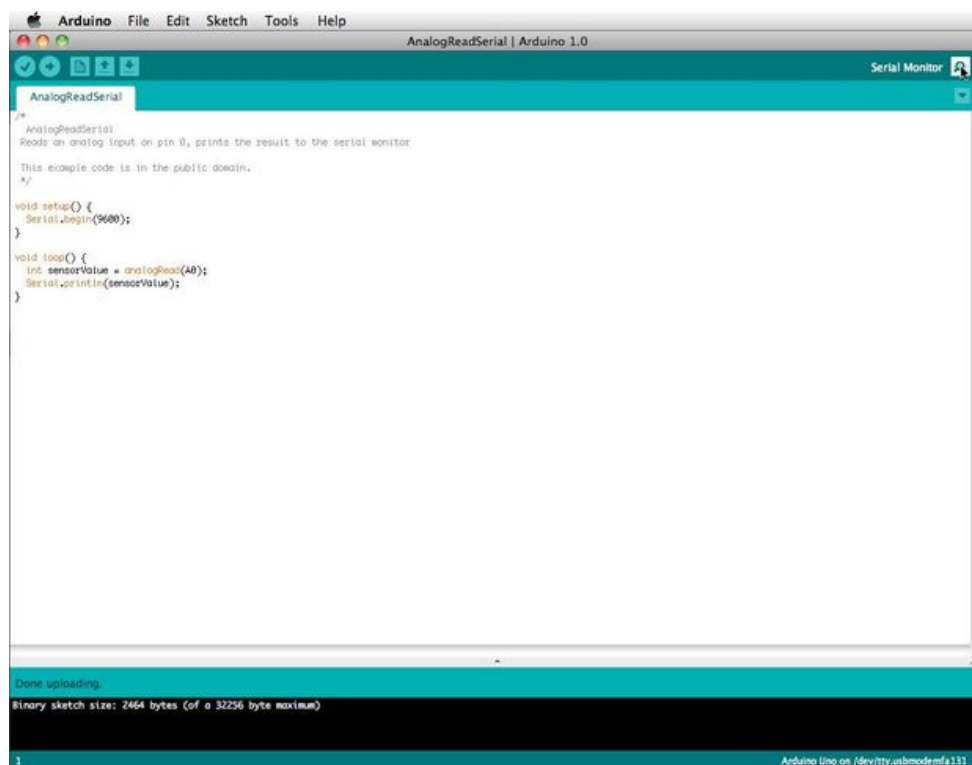 Arduino File Edit Sketch Tools Help
AnalogReadSerial | Arduino 1.0
Serial Monitor
AnalogReadSerial
/*
AnalogReadSerial
Reads an analog input on pin 0, prints the result to the serial monitor
This example code is in the public domain.
*/
void setup() {
Serial.begin(9600);
}
void loop() {
int sensorValue = analogRead(A0);
Serial.println(sensorValue);
}
Done uploading.
Binary sketch size: 2464 bytes (of a 32256 byte maximum)
1 Arduino Uno on /dev/tty.usbmodemfa131